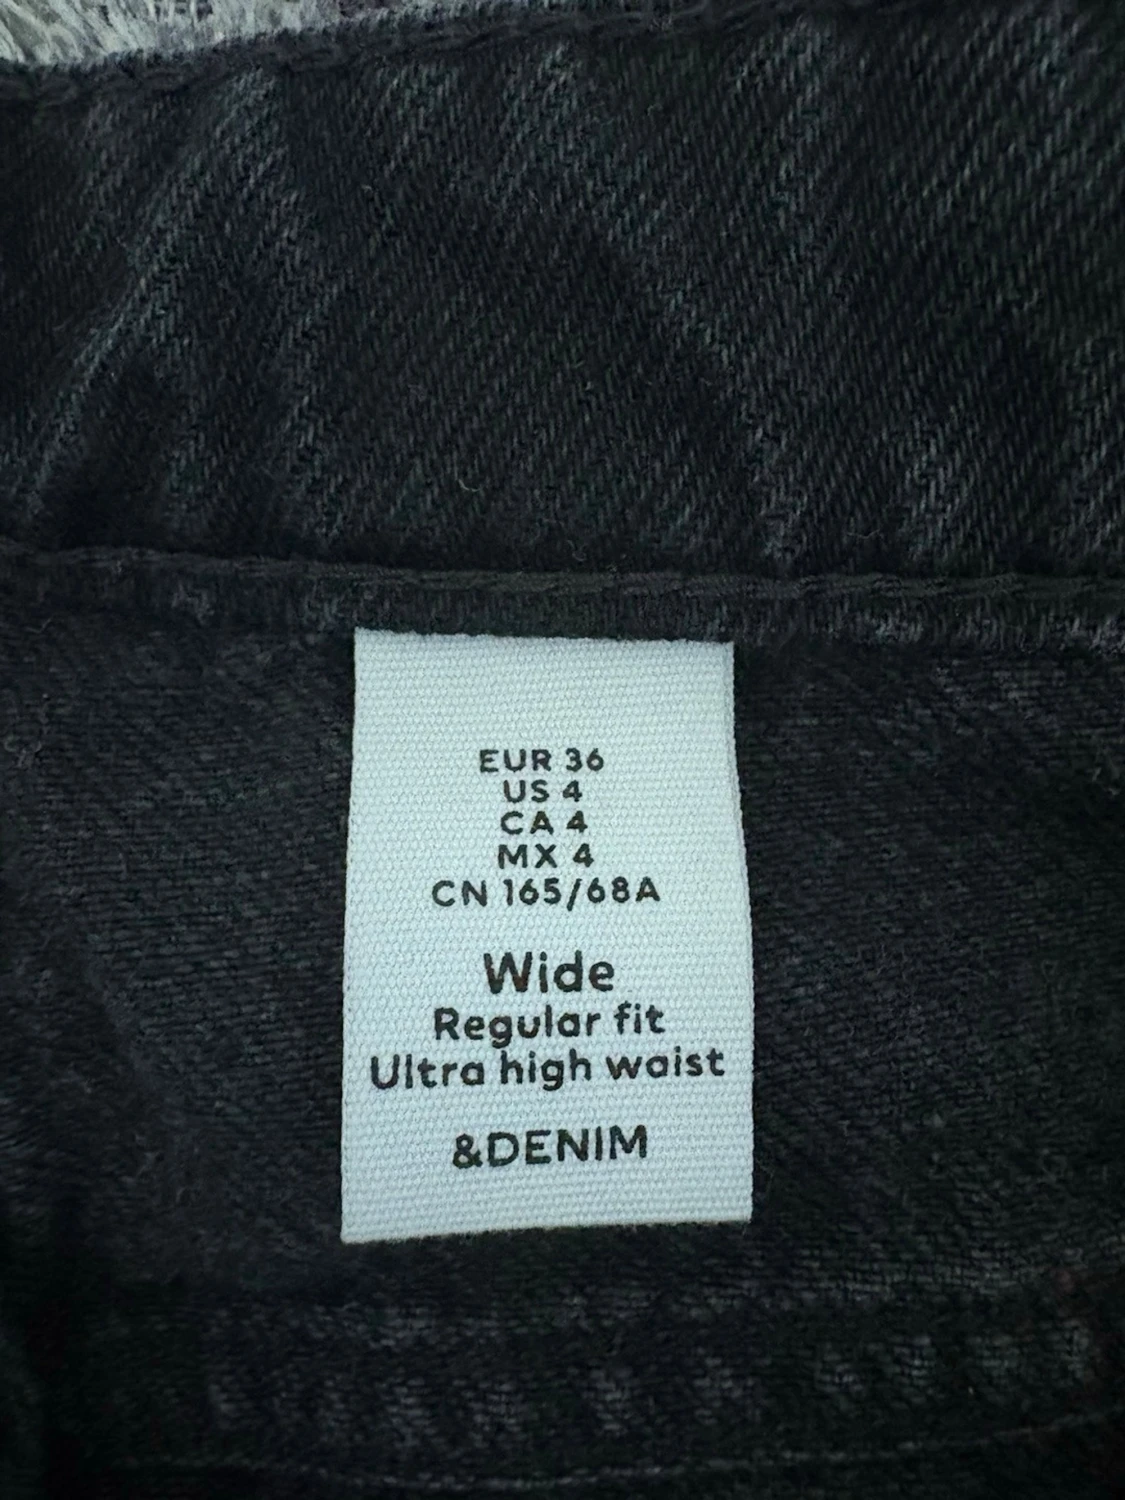 EUR 36
US 4
CA 4
MX 4
CN 165/68A
Wide
Regular fit
Ultra high waist
&DENIM